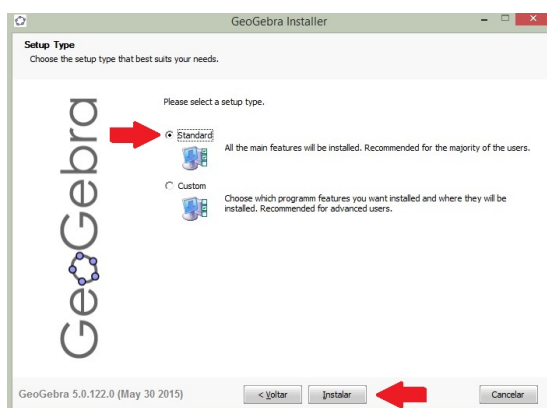 GeoGebra Installer
Setup Type
Choose the setup type that best suits your needs.
GeoGebra
Please select a setup type.
Standard
All the main features will be installed. Recommended for the majority of the users.
Custom
Choose which programm features you want installed and where they will be
installed. Recommended for advanced users.
GeoGebra 5.0.122.0 (May 30 2015)
< Voltar
Instalar
Cancelar